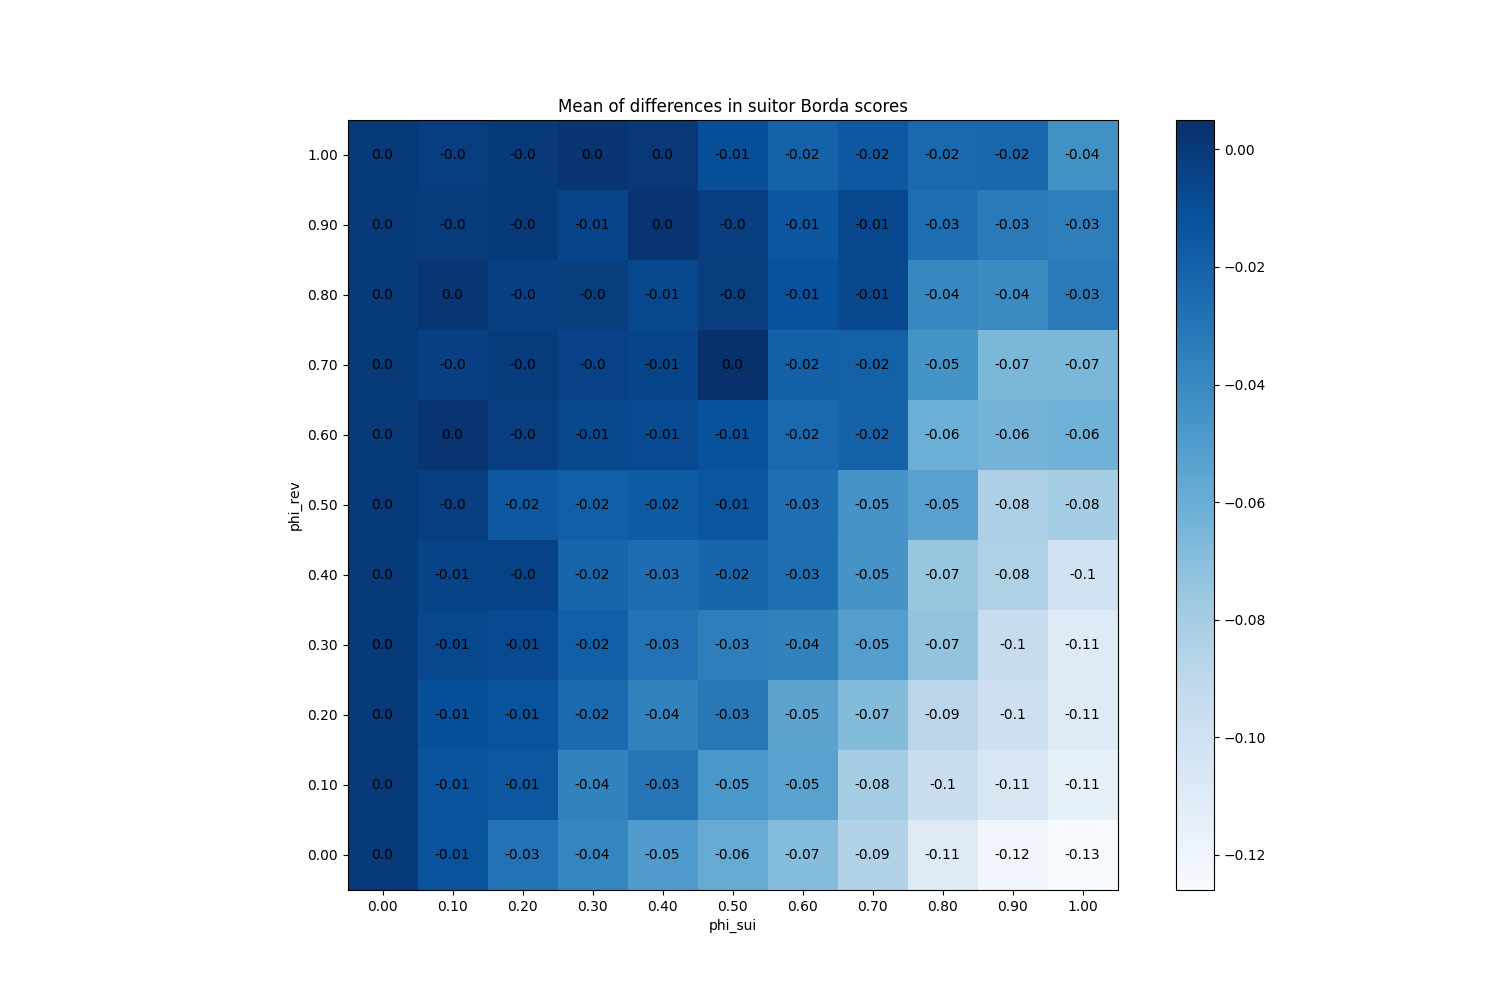 Mean of differences in suitor Borda scores
1.00 0.0 -0.0 -0.0 0.0 0.0 -0.01 -0.02 -0.02 -0.02 -0.02 -0.04
0.90 0.0 -0.0 -0.0 -0.01 0.0 -0.0 -0.01 -0.01 -0.03 -0.03 -0.03
0.80 0.0 0.0 -0.0 -0.0 -0.01 -0.0 -0.01 -0.01 -0.04 -0.04 -0.03
0.70 0.0 -0.0 -0.0 -0.0 -0.01 0.0 -0.02 -0.02 -0.05 -0.07 -0.07
0.60 0.0 0.0 -0.0 -0.01 -0.01 -0.01 -0.02 -0.02 -0.06 -0.06 -0.06
0.50 0.0 -0.0 -0.02 -0.02 -0.02 -0.01 -0.03 -0.05 -0.05 -0.08 -0.08
0.40 0.0 -0.01 -0.0 -0.02 -0.03 -0.02 -0.03 -0.05 -0.07 -0.08 -0.1
0.30 0.0 -0.01 -0.01 -0.02 -0.03 -0.03 -0.04 -0.05 -0.07 -0.1 -0.11
0.20 0.0 -0.01 -0.01 -0.02 -0.04 -0.03 -0.05 -0.07 -0.09 -0.1 -0.11
0.10 0.0 -0.01 -0.01 -0.04 -0.03 -0.05 -0.05 -0.08 -0.1 -0.11 -0.11
0.00 0.0 -0.01 -0.03 -0.04 -0.05 -0.06 -0.07 -0.09 -0.11 -0.12 -0.13
0.00 0.10 0.20 0.30 0.40 0.50 0.60 0.70 0.80 0.90 1.00
phi_sui
phi_rev
0.00
−0.02
−0.04
−0.06
−0.08
−0.10
−0.12